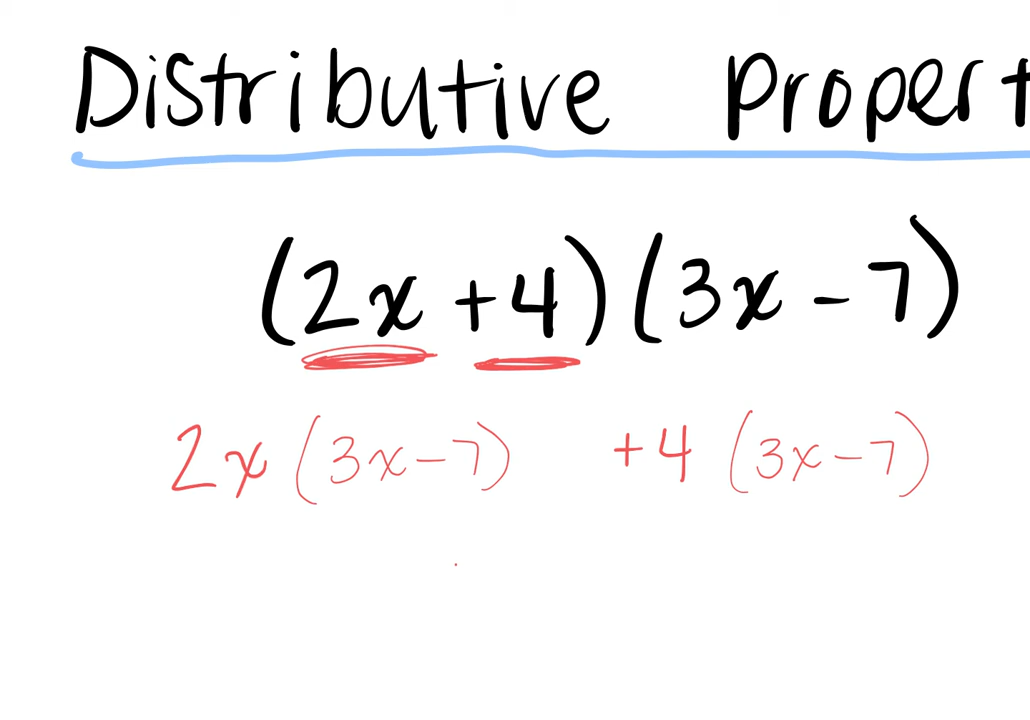 Distributive Propert
(2x + 4)(3x - 7)
2x (3x - 7) + 4 (3x - 7)